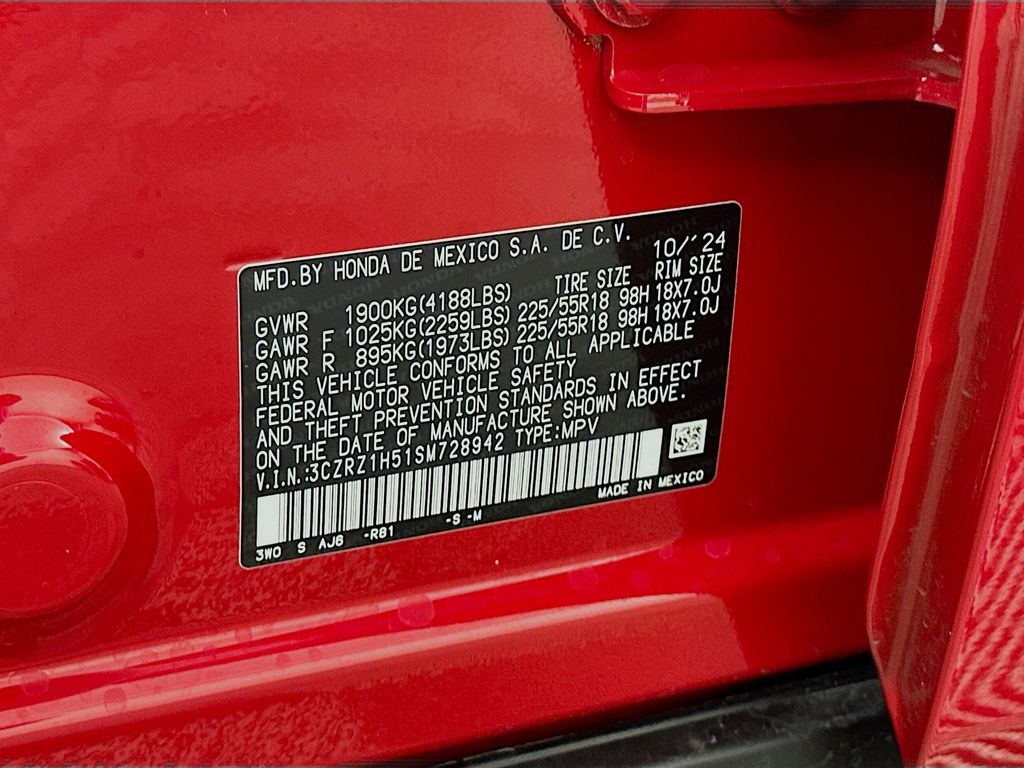 MFD.BY HONDA DE MEXICO S.A. DE C.V.
10/'24
TIRE SIZE RIM SIZE
GVWR 1900KG(4188LBS)
GAWR F 1025KG(2259LBS) 225/55R18 98H 18X7.0J
GAWR R 895KG(1973LBS) 225/55R18 98H 18X7.0J
THIS VEHICLE CONFORMS TO ALL APPLICABLE
FEDERAL MOTOR VEHICLE SAFETY
AND THEFT PREVENTION STANDARDS IN EFFECT
ON THE DATE OF MANUFACTURE SHOWN ABOVE.
V.I.N.:3CZRZ1H51SM728942 TYPE:MPV
MADE IN MEXICO
3WO S AJ6 -R81 -S -M